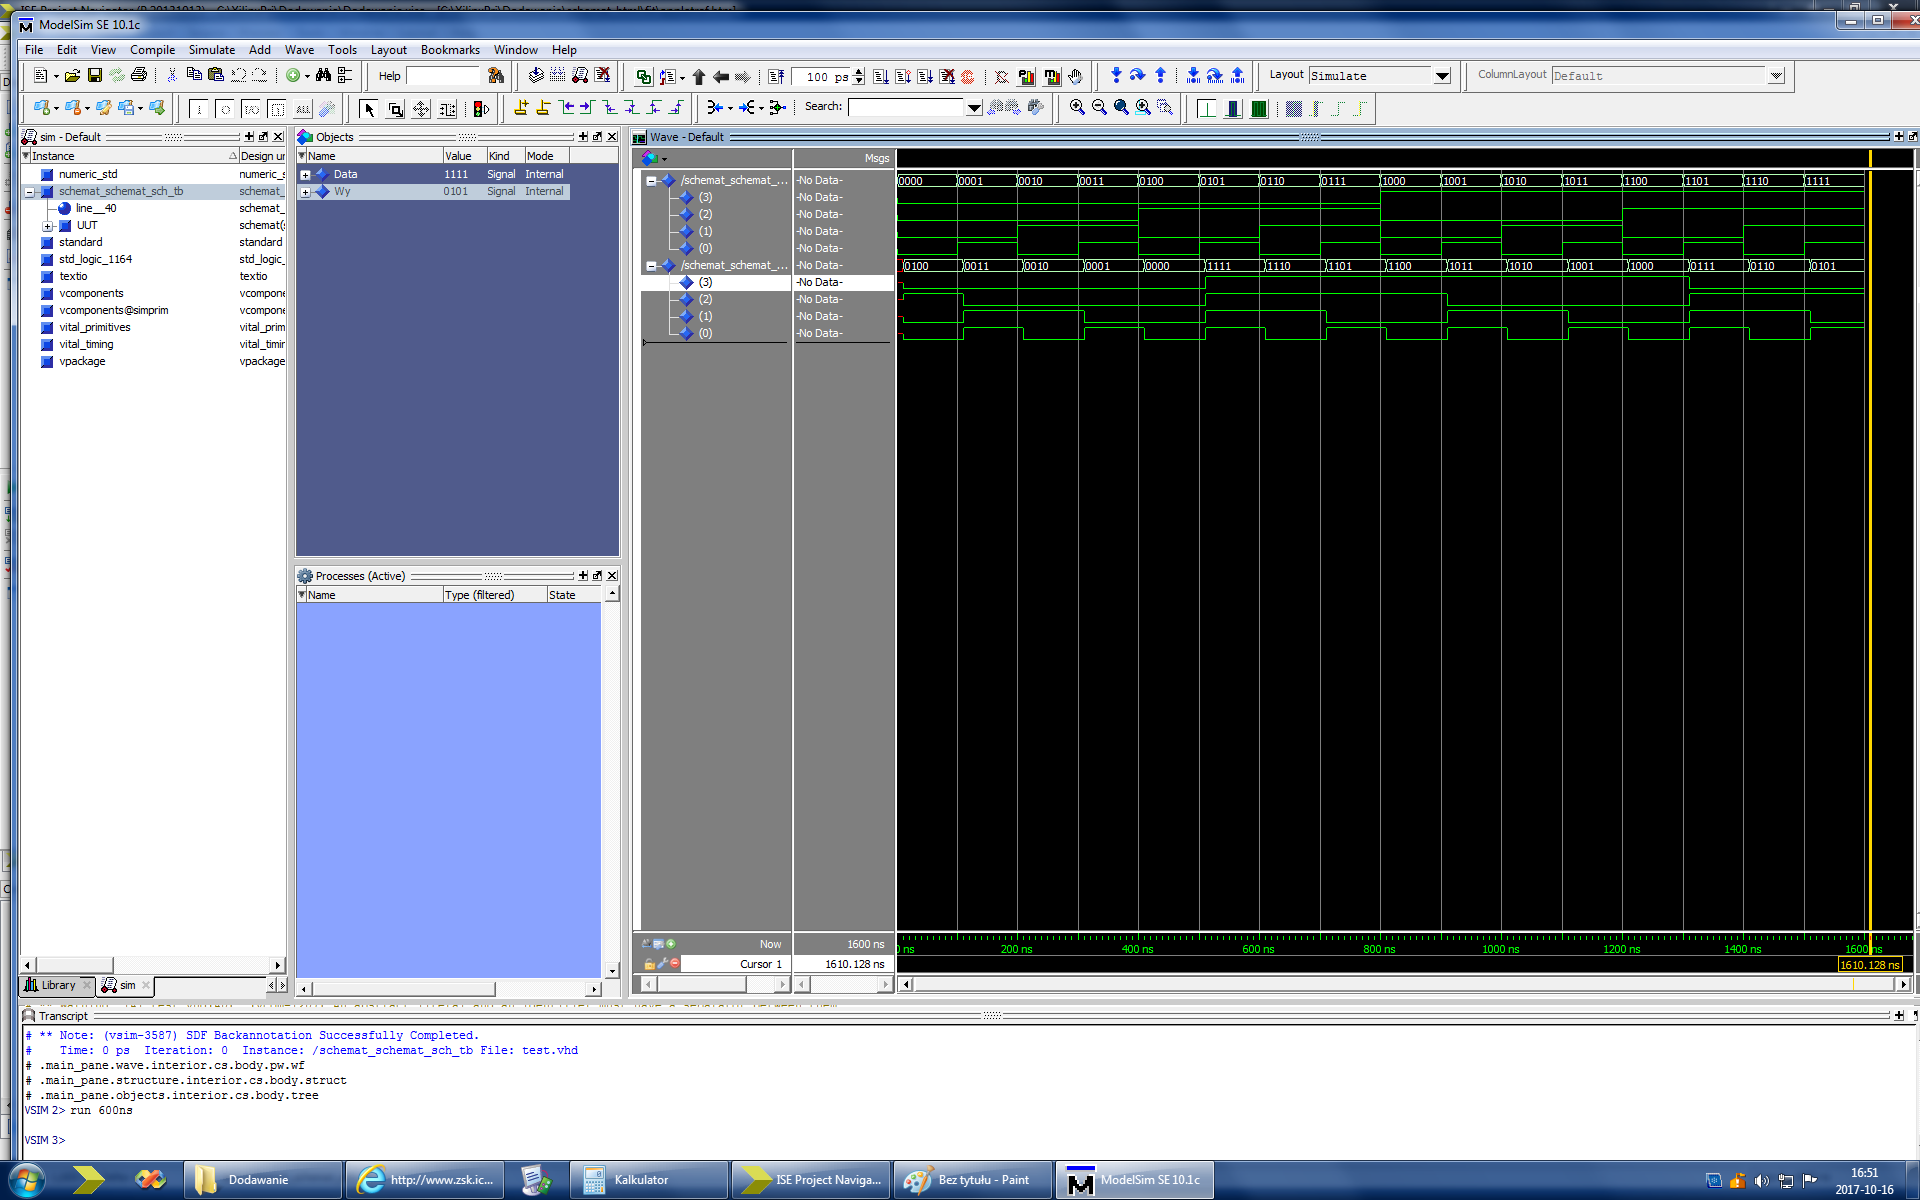 ModelSim SE 10.1c
File Edit View Compile Simulate Add Wave Tools Layout Bookmarks Window Help
Help 100 ps Layout Simulate ColumnLayout Default
Search:
sim - Default
Instance Design un
numeric_std numeric_s
schemat_schemat_sch_tb schemat_
line__40 schemat_
UUT schemat(s
standard standard
std_logic_1164 std_logic_
textio textio
vcomponents vcompone
vcomponents@simprim vcompone
vital_primitives vital_prim
vital_timing vital_timin
vpackage vpackage
Library sim
Objects
Name Value Kind Mode
Data 1111 Signal Internal
Wy 0101 Signal Internal
Processes (Active)
Name Type (filtered) State
Wave - Default
Msgs
/schemat_schemat_... -No Data- 0000 0001 0010 0011 0100 0101 0110 0111 1000 1001 1010 1011 1100 1101 1110 1111
(3) -No Data-
(2) -No Data-
(1) -No Data-
(0) -No Data-
/schemat_schemat_... -No Data- 0100 0011 0010 0001 0000 1111 1110 1101 1100 1011 1010 1001 1000 0111 0110 0101
(3) -No Data-
(2) -No Data-
(1) -No Data-
(0) -No Data-
Now 1600 ns ns 200 ns 400 ns 600 ns 800 ns 1000 ns 1200 ns 1400 ns 1600 ns
Cursor 1 1610.128 ns 1610.128 ns
Transcript
# ** Note: (vsim-3587) SDF Backannotation Successfully Completed.
# Time: 0 ps Iteration: 0 Instance: /schemat_schemat_sch_tb File: test.vhd
# .main_pane.wave.interior.cs.body.pw.wf
# .main_pane.structure.interior.cs.body.struct
# .main_pane.objects.interior.cs.body.tree
VSIM 2> run 600ns
VSIM 3>
Dodawanie http://www.zsk.ic... Kalkulator ISE Project Naviga... Bez tytułu - Paint ModelSim SE 10.1c
16:51
2017-10-16